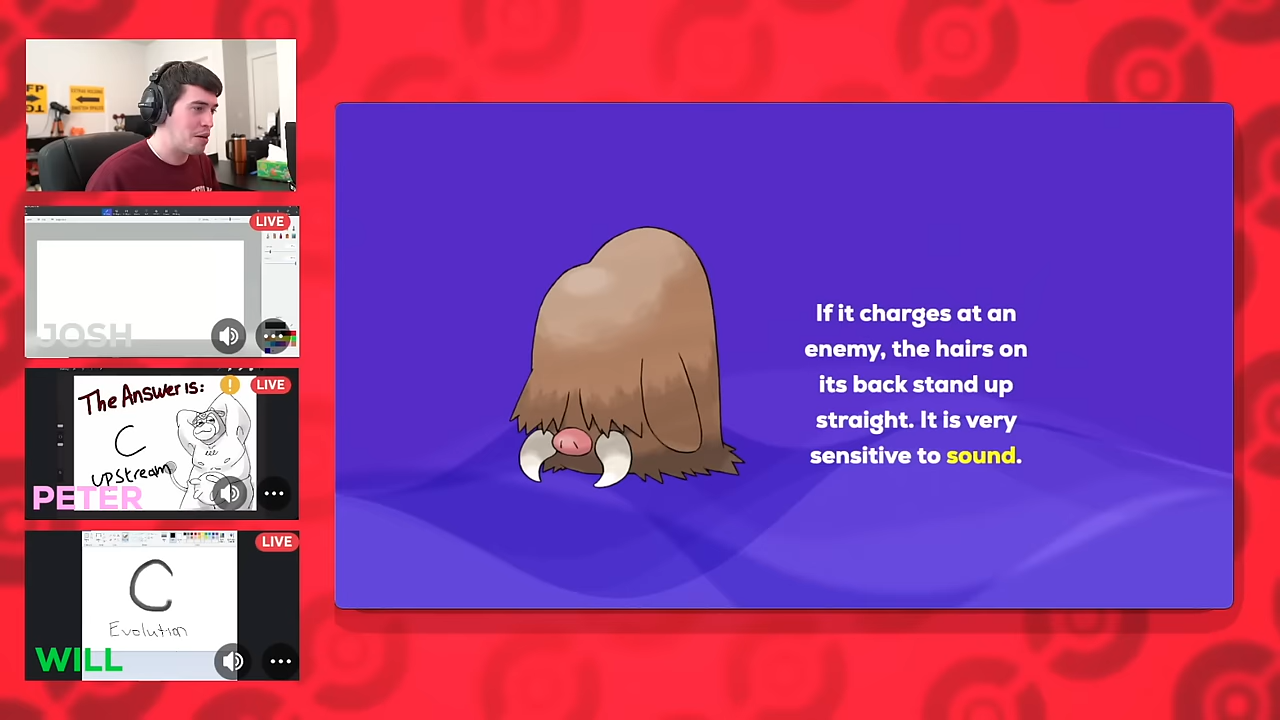 LIVE
JOSH
The Answer is:
!
LIVE
C
UPStream
PETER
LIVE
C
Evolution
WILL
If it charges at an
enemy, the hairs on
its back stand up
straight. It is very
sensitive to sound.